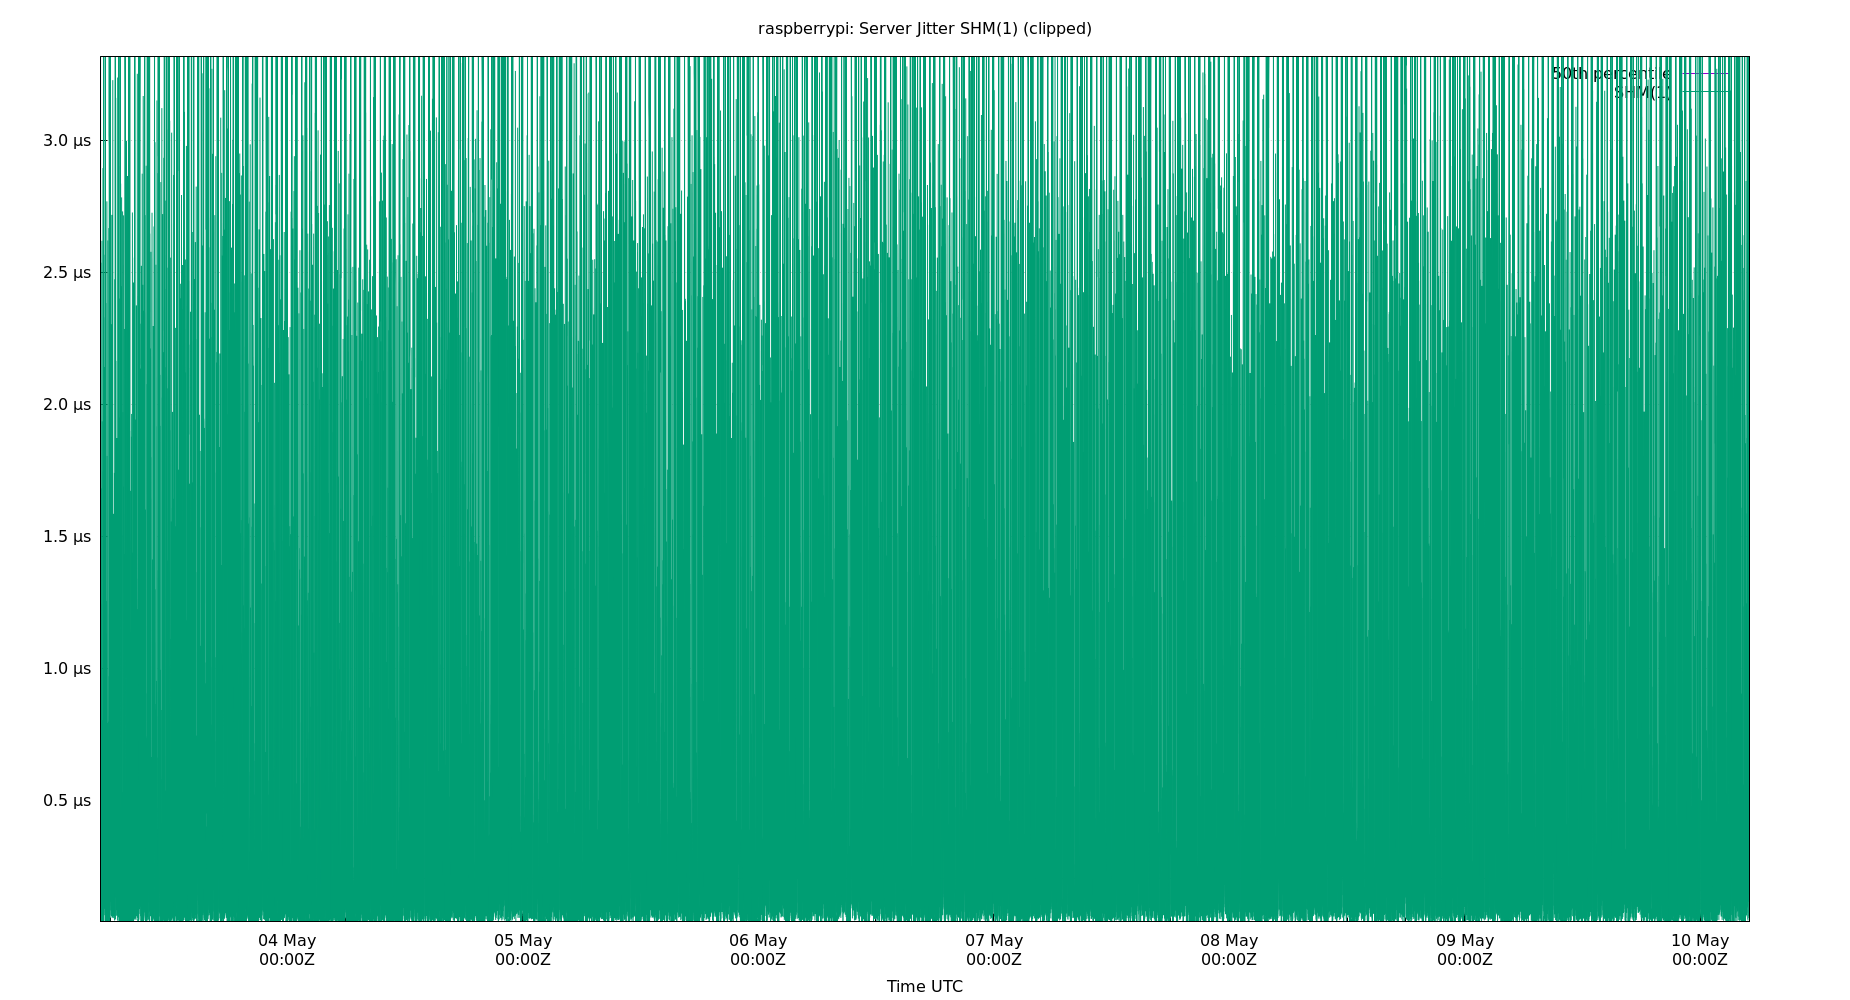 raspberrypi: Server Jitter SHM(1) (clipped)
50th percentile
SHM(1)
3.0 µs
2.5 µs
2.0 µs
1.5 µs
1.0 µs
0.5 µs
04 May 05 May 06 May 07 May 08 May 09 May 10 May
00:00Z 00:00Z 00:00Z 00:00Z 00:00Z 00:00Z 00:00Z
Time UTC